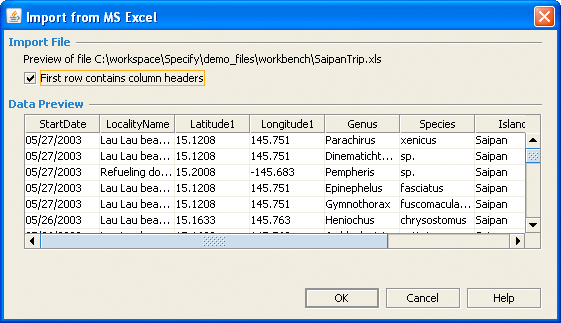 Import from MS Excel
Import File
Preview of file C:\workspace\Specify\demo_files\workbench\SaipanTrip.xls
First row contains column headers
Data Preview
StartDate LocalityName Latitude1 Longitude1 Genus Species Island
05/27/2003 Lau Lau bea... 15.1208 145.751 Parachirus xenicus Saipan
05/27/2003 Lau Lau bea... 15.1208 145.751 Dinematicht... sp. Saipan
05/27/2003 Refueling do... 15.2008 -145.683 Pempheris sp. Saipan
05/27/2003 Lau Lau bea... 15.1208 145.751 Epinephelus fasciatus Saipan
05/27/2003 Lau Lau bea... 15.1208 145.751 Gymnothorax fuscomacula... Saipan
05/26/2003 Lau Lau bea... 15.1633 145.763 Heniochus chrysostomus Saipan
OK Cancel Help